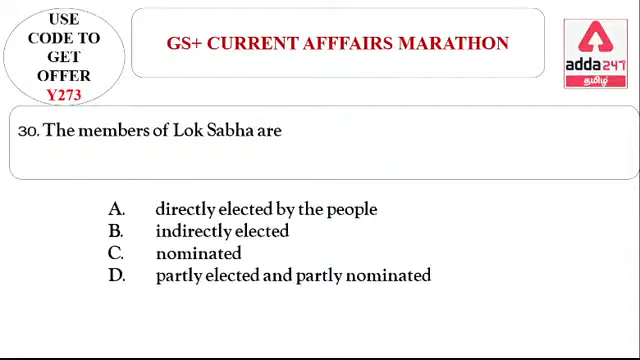 USE
CODE TO
GET
OFFER
Y273
GS+ CURRENT AFFFAIRS MARATHON
adda247
தமிழ்
30. The members of Lok Sabha are
A. directly elected by the people
B. indirectly elected
C. nominated
D. partly elected and partly nominated